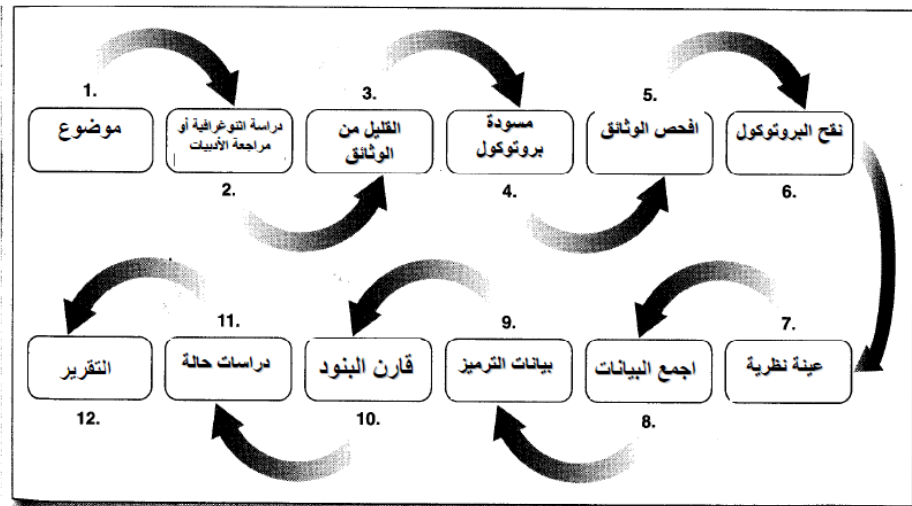 1.
موضوع
دراسة اثنوغرافية أو
مراجعة الأدبيات
2.
3.
القليل من
الوثائق
مسودة
بروتوكول
4.
5.
افحص الوثائق
نقح البروتوكول
6.
7.
عينة نظرية
اجمع البيانات
8.
9.
بيانات الترميز
قارن البنود
10.
11.
دراسات حالة
التقرير
12.